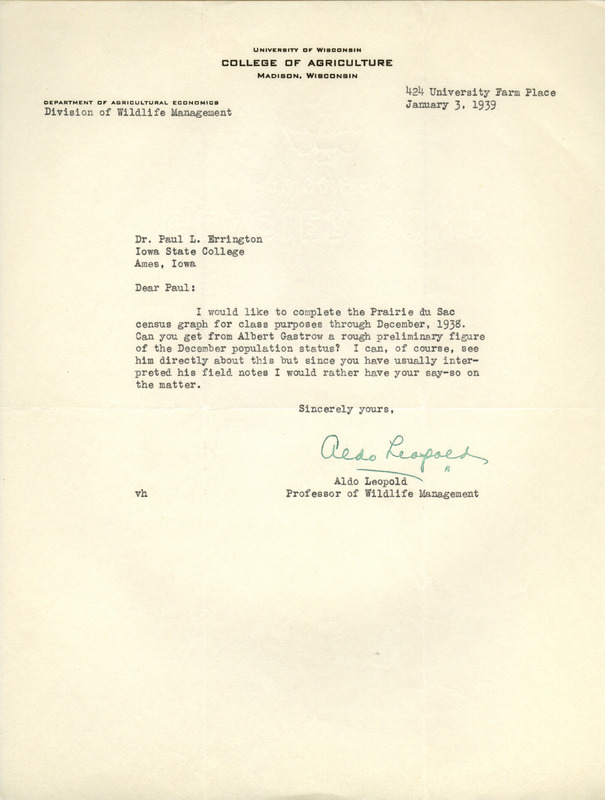 UNIVERSITY OF WISCONSIN
COLLEGE OF AGRICULTURE
MADISON, WISCONSIN
424 University Farm Place
January 3, 1939
DEPARTMENT OF AGRICULTURAL ECONOMICS
Division of Wildlife Management
Dr. Paul L. Errington
Iowa State College
Ames, Iowa
Dear Paul:
I would like to complete the Prairie du Sac
census graph for class purposes through December, 1938.
Can you get from Albert Gastrow a rough preliminary figure
of the December population status? I can, of course, see
him directly about this but since you have usually inter-
preted his field notes I would rather have your say-so on
the matter.
Sincerely yours,
Aldo Leopold
Aldo Leopold
vh Professor of Wildlife Management